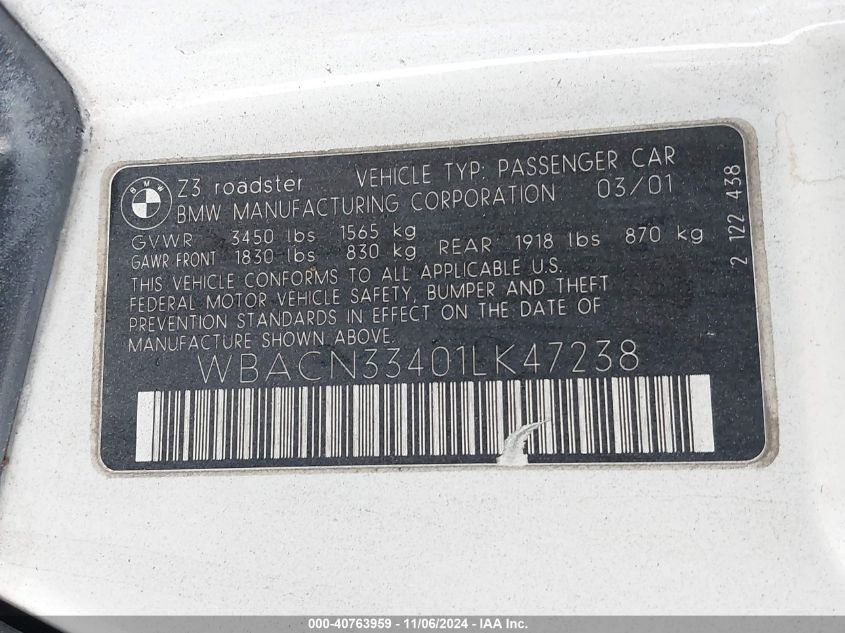 BMW
Z3 roadster VEHICLE TYP: PASSENGER CAR
BMW MANUFACTURING CORPORATION 03/01
GVWR 3450 lbs 1565 kg
GAWR FRONT 1830 lbs 830 kg REAR 1918 lbs 870 kg
THIS VEHICLE CONFORMS TO ALL APPLICABLE U.S.
FEDERAL MOTOR VEHICLE SAFETY, BUMPER AND THEFT
PREVENTION STANDARDS IN EFFECT ON THE DATE OF
MANUFACTURE SHOWN ABOVE.
WBACN33401LK47238
2 122 438
000-40763959 - 11/06/2024 - IAA Inc.